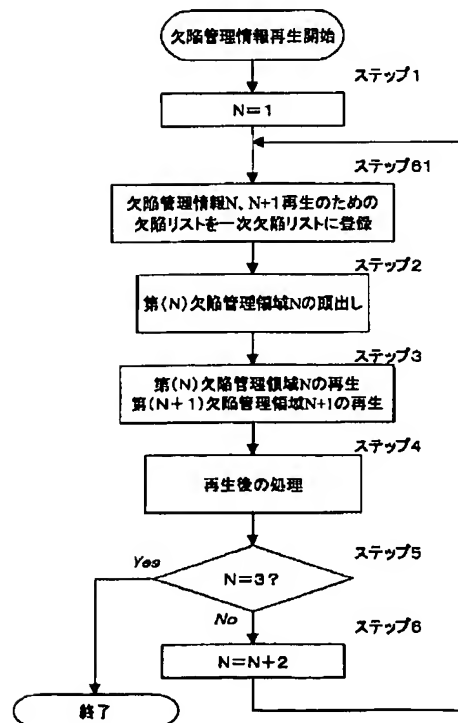 欠陥管理情報再生開始
ステップ1
N=1
ステップ61
欠陥管理情報N、N+1再生のための
欠陥リストを一次欠陥リストに登録
ステップ2
第(N)欠陥管理領域Nの頭出し
ステップ3
第(N)欠陥管理領域Nの再生
第(N+1)欠陥管理領域N+1の再生
ステップ4
再生後の処理
ステップ5
Yes
N=3?
No
ステップ6
N=N+2
終了